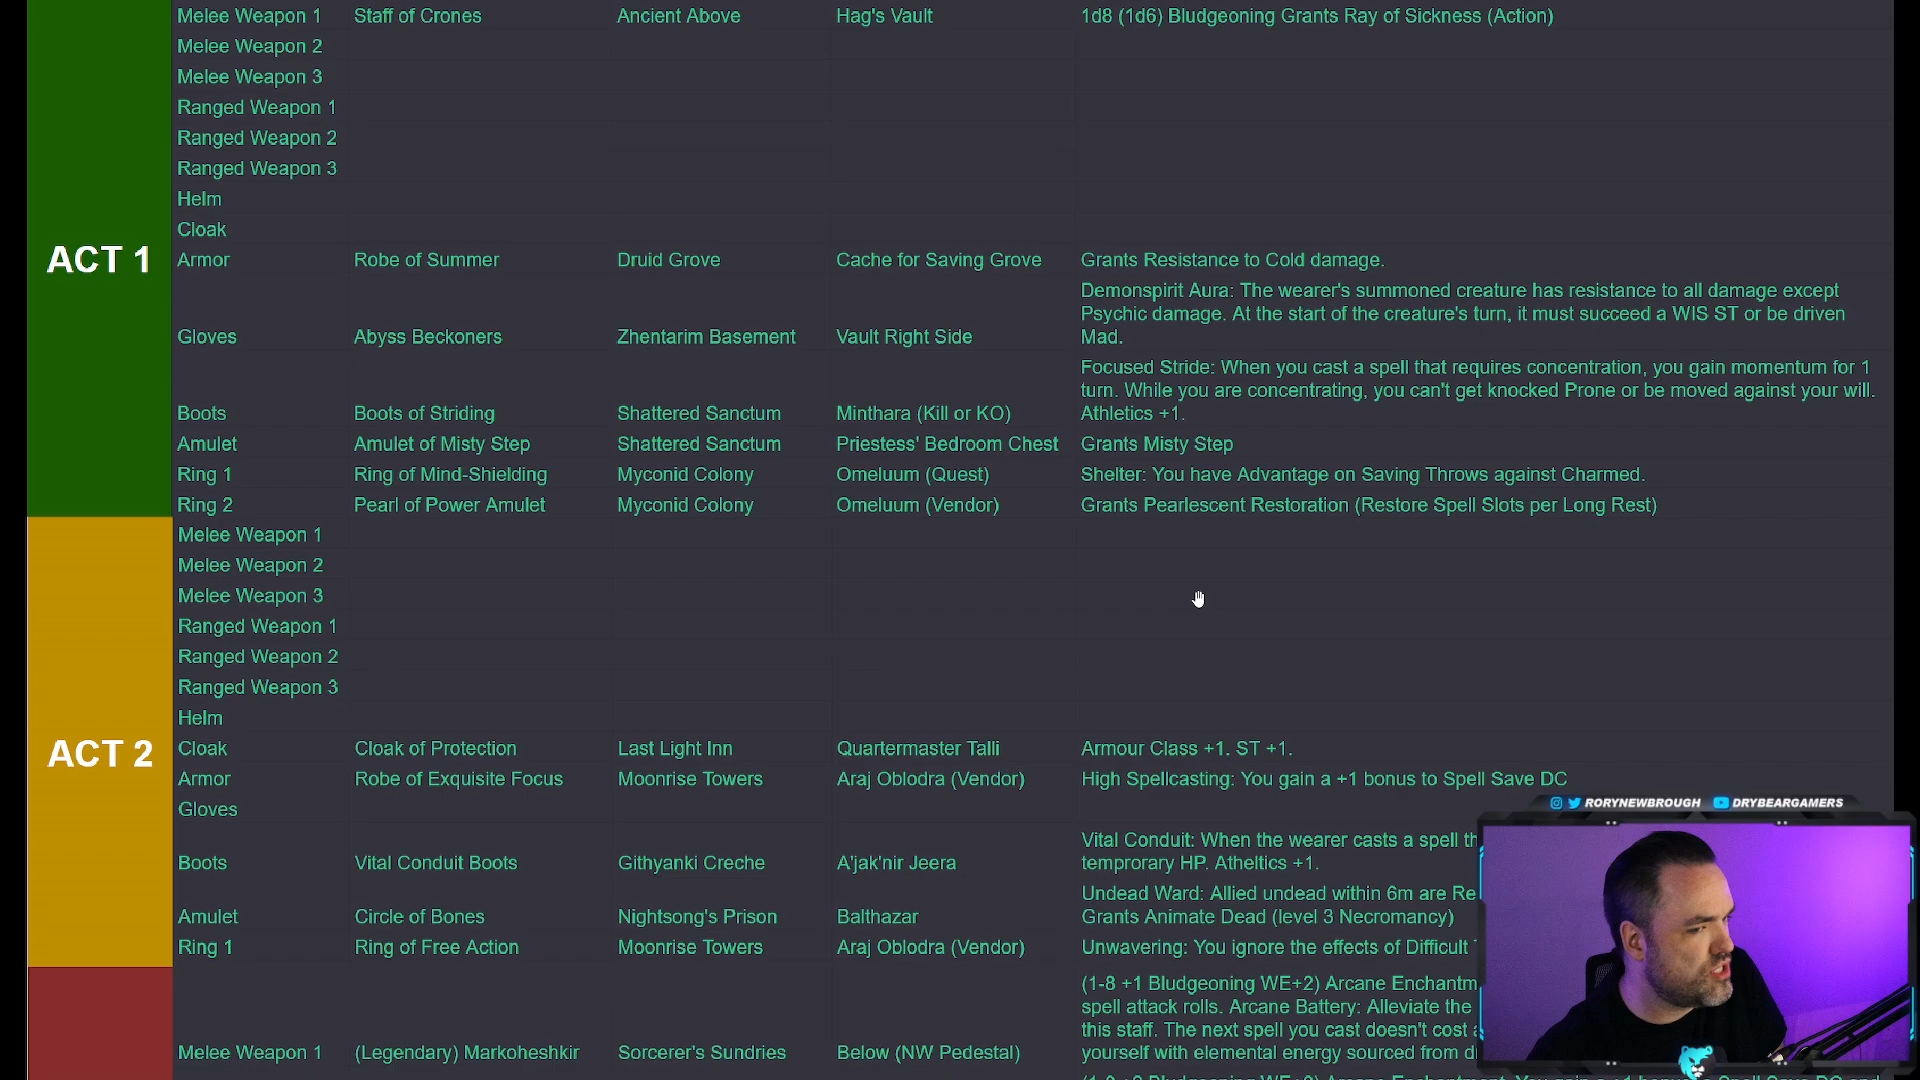 Melee Weapon 1 Staff of Crones Ancient Above Hag's Vault 1d8 (1d6) Bludgeoning Grants Ray of Sickness (Action)
Melee Weapon 2
Melee Weapon 3
Ranged Weapon 1
Ranged Weapon 2
Ranged Weapon 3
Helm
Cloak
ACT 1
Armor Robe of Summer Druid Grove Cache for Saving Grove Grants Resistance to Cold damage.
Demonspirit Aura: The wearer's summoned creature has resistance to all damage except
Psychic damage. At the start of the creature's turn, it must succeed a WIS ST or be driven
Gloves Abyss Beckoners Zhentarim Basement Vault Right Side Mad.
Focused Stride: When you cast a spell that requires concentration, you gain momentum for 1
turn. While you are concentrating, you can't get knocked Prone or be moved against your will.
Boots Boots of Striding Shattered Sanctum Minthara (Kill or KO) Athletics +1.
Amulet Amulet of Misty Step Shattered Sanctum Priestess' Bedroom Chest Grants Misty Step
Ring 1 Ring of Mind-Shielding Myconid Colony Omeluum (Quest) Shelter: You have Advantage on Saving Throws against Charmed.
Ring 2 Pearl of Power Amulet Myconid Colony Omeluum (Vendor) Grants Pearlescent Restoration (Restore Spell Slots per Long Rest)
Melee Weapon 1
Melee Weapon 2
Melee Weapon 3
Ranged Weapon 1
Ranged Weapon 2
Ranged Weapon 3
Helm
ACT 2
Cloak Cloak of Protection Last Light Inn Quartermaster Talli Armour Class +1. ST +1.
Armor Robe of Exquisite Focus Moonrise Towers Araj Oblodra (Vendor) High Spellcasting: You gain a +1 bonus to Spell Save DC
Gloves
RORYNEWBROUGH DRYBEARGAMERS
Vital Conduit: When the wearer casts a spell th
Boots Vital Conduit Boots Githyanki Creche A'jak'nir Jeera temprorary HP. Atheltics +1.
Undead Ward: Allied undead within 6m are Re
Amulet Circle of Bones Nightsong's Prison Balthazar Grants Animate Dead (level 3 Necromancy)
Ring 1 Ring of Free Action Moonrise Towers Araj Oblodra (Vendor) Unwavering: You ignore the effects of Difficult
(1-8 +1 Bludgeoning WE+2) Arcane Enchantm
spell attack rolls. Arcane Battery: Alleviate the
this staff. The next spell you cast doesn't cost
Melee Weapon 1 (Legendary) Markoheshkir Sorcerer's Sundries Below (NW Pedestal) yourself with elemental energy sourced from d